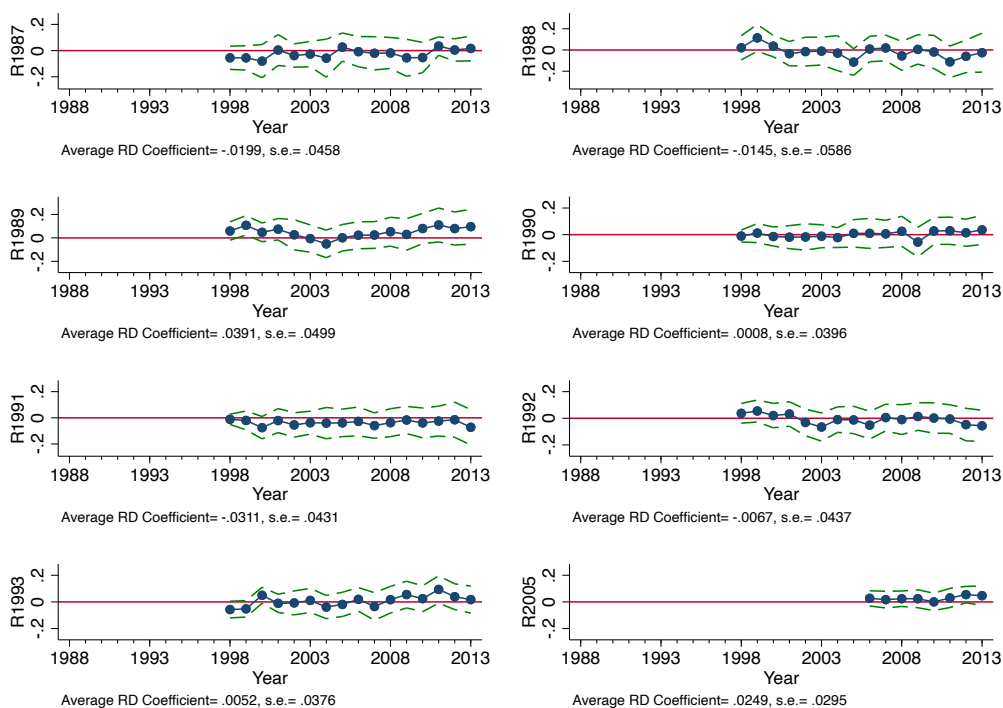 R1987
.2
0
-.2
1988 1993 1998 2003 2008 2013
Year
Average RD Coefficient= -.0199, s.e.= .0458
R1988
.2
0
-.2
1988 1993 1998 2003 2008 2013
Year
Average RD Coefficient= -.0145, s.e.= .0586
R1989
.2
0
-.2
1988 1993 1998 2003 2008 2013
Year
Average RD Coefficient= .0391, s.e.= .0499
R1990
.2
0
-.2
1988 1993 1998 2003 2008 2013
Year
Average RD Coefficient= .0008, s.e.= .0396
R1991
.2
0
-.2
1988 1993 1998 2003 2008 2013
Year
Average RD Coefficient= -.0311, s.e.= .0431
R1992
.2
0
-.2
1988 1993 1998 2003 2008 2013
Year
Average RD Coefficient= -.0067, s.e.= .0437
R1993
.2
0
-.2
1988 1993 1998 2003 2008 2013
Year
Average RD Coefficient= .0052, s.e.= .0376
R2005
.2
0
-.2
1988 1993 1998 2003 2008 2013
Year
Average RD Coefficient= .0249, s.e.= .0295